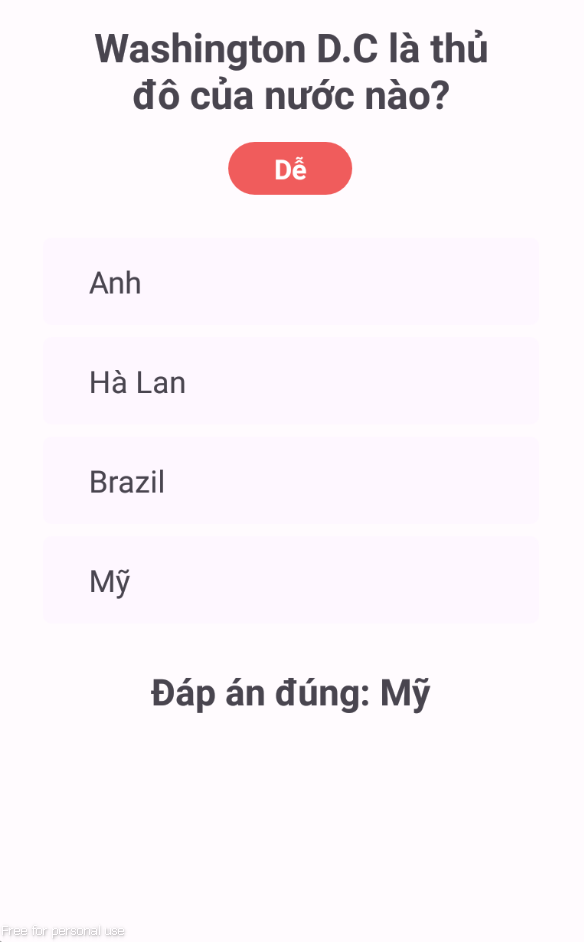 Washington D.C là thủ
đô của nước nào?
Dễ
Anh
Hà Lan
Brazil
Mỹ
Đáp án đúng: Mỹ
Free for personal use